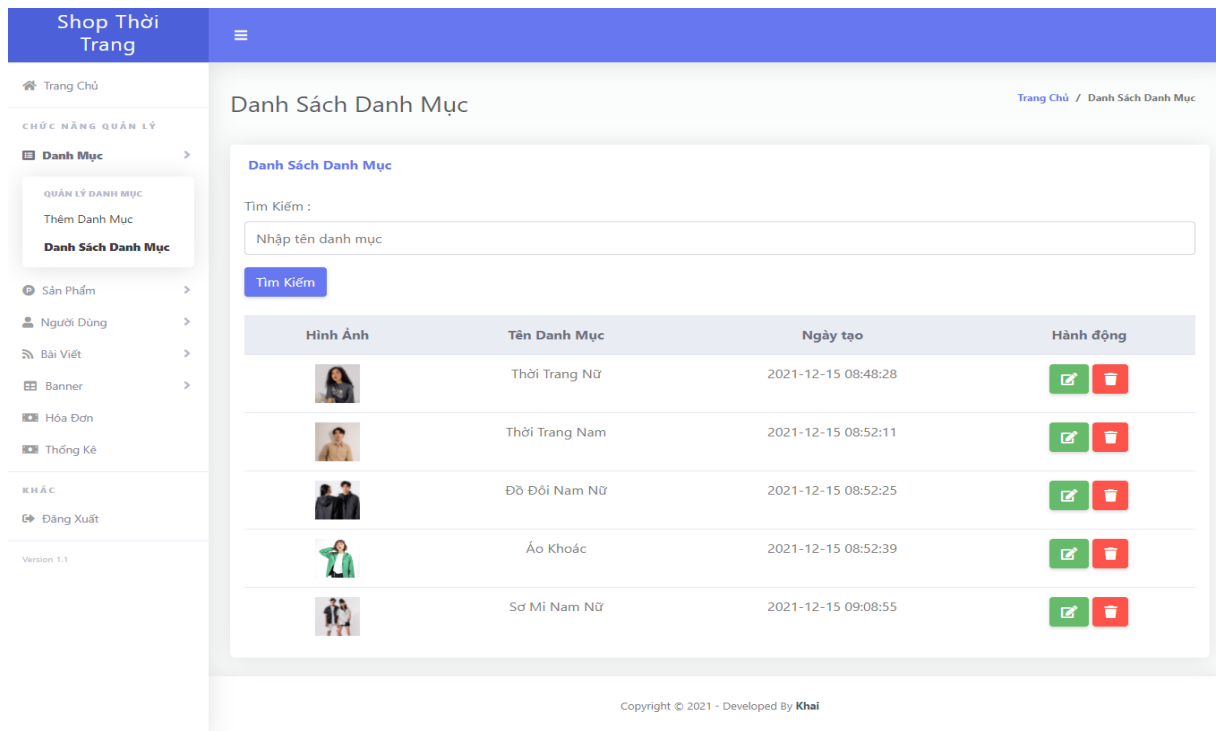 Shop Thời
Trang
Trang Chủ
CHỨC NĂNG QUẢN LÝ
Danh Mục
QUẢN LÝ DANH MỤC
Thêm Danh Mục
Danh Sách Danh Mục
Sản Phẩm
Người Dùng
Bài Viết
Banner
Hóa Đơn
Thống Kê
KHÁC
Đăng Xuất
Version 1.1
Danh Sách Danh Mục
Trang Chủ / Danh Sách Danh Mục
Danh Sách Danh Mục
Tìm Kiếm :
Nhập tên danh mục
Tìm Kiếm
Hình Ảnh Tên Danh Mục Ngày tạo Hành động
Thời Trang Nữ 2021-12-15 08:48:28
Thời Trang Nam 2021-12-15 08:52:11
Đồ Đôi Nam Nữ 2021-12-15 08:52:25
Áo Khoác 2021-12-15 08:52:39
Sơ Mi Nam Nữ 2021-12-15 09:08:55
Copyright © 2021 - Developed By Khai